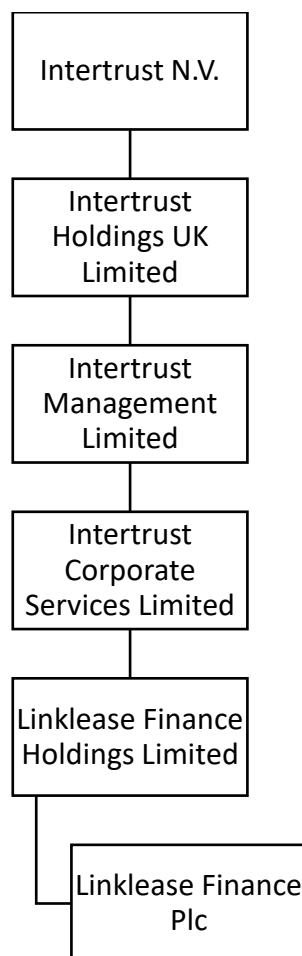 Intertrust N.V.
Intertrust
Holdings UK
Limited
Intertrust
Management
Limited
Intertrust
Corporate
Services Limited
Linklease Finance
Holdings Limited
Linklease Finance
Plc